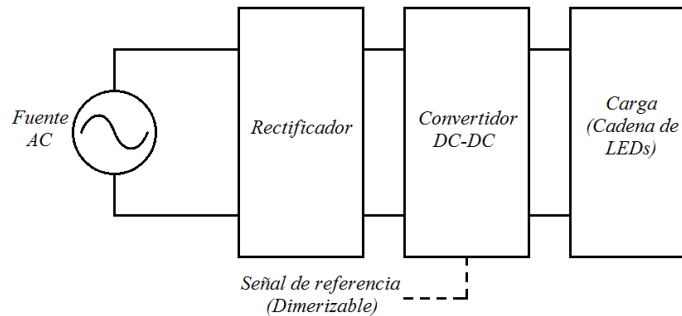 Fuente
AC
Rectificador
Convertidor
DC-DC
Carga
(Cadena de
LEDs)
Señal de referencia
(Dimerizable)